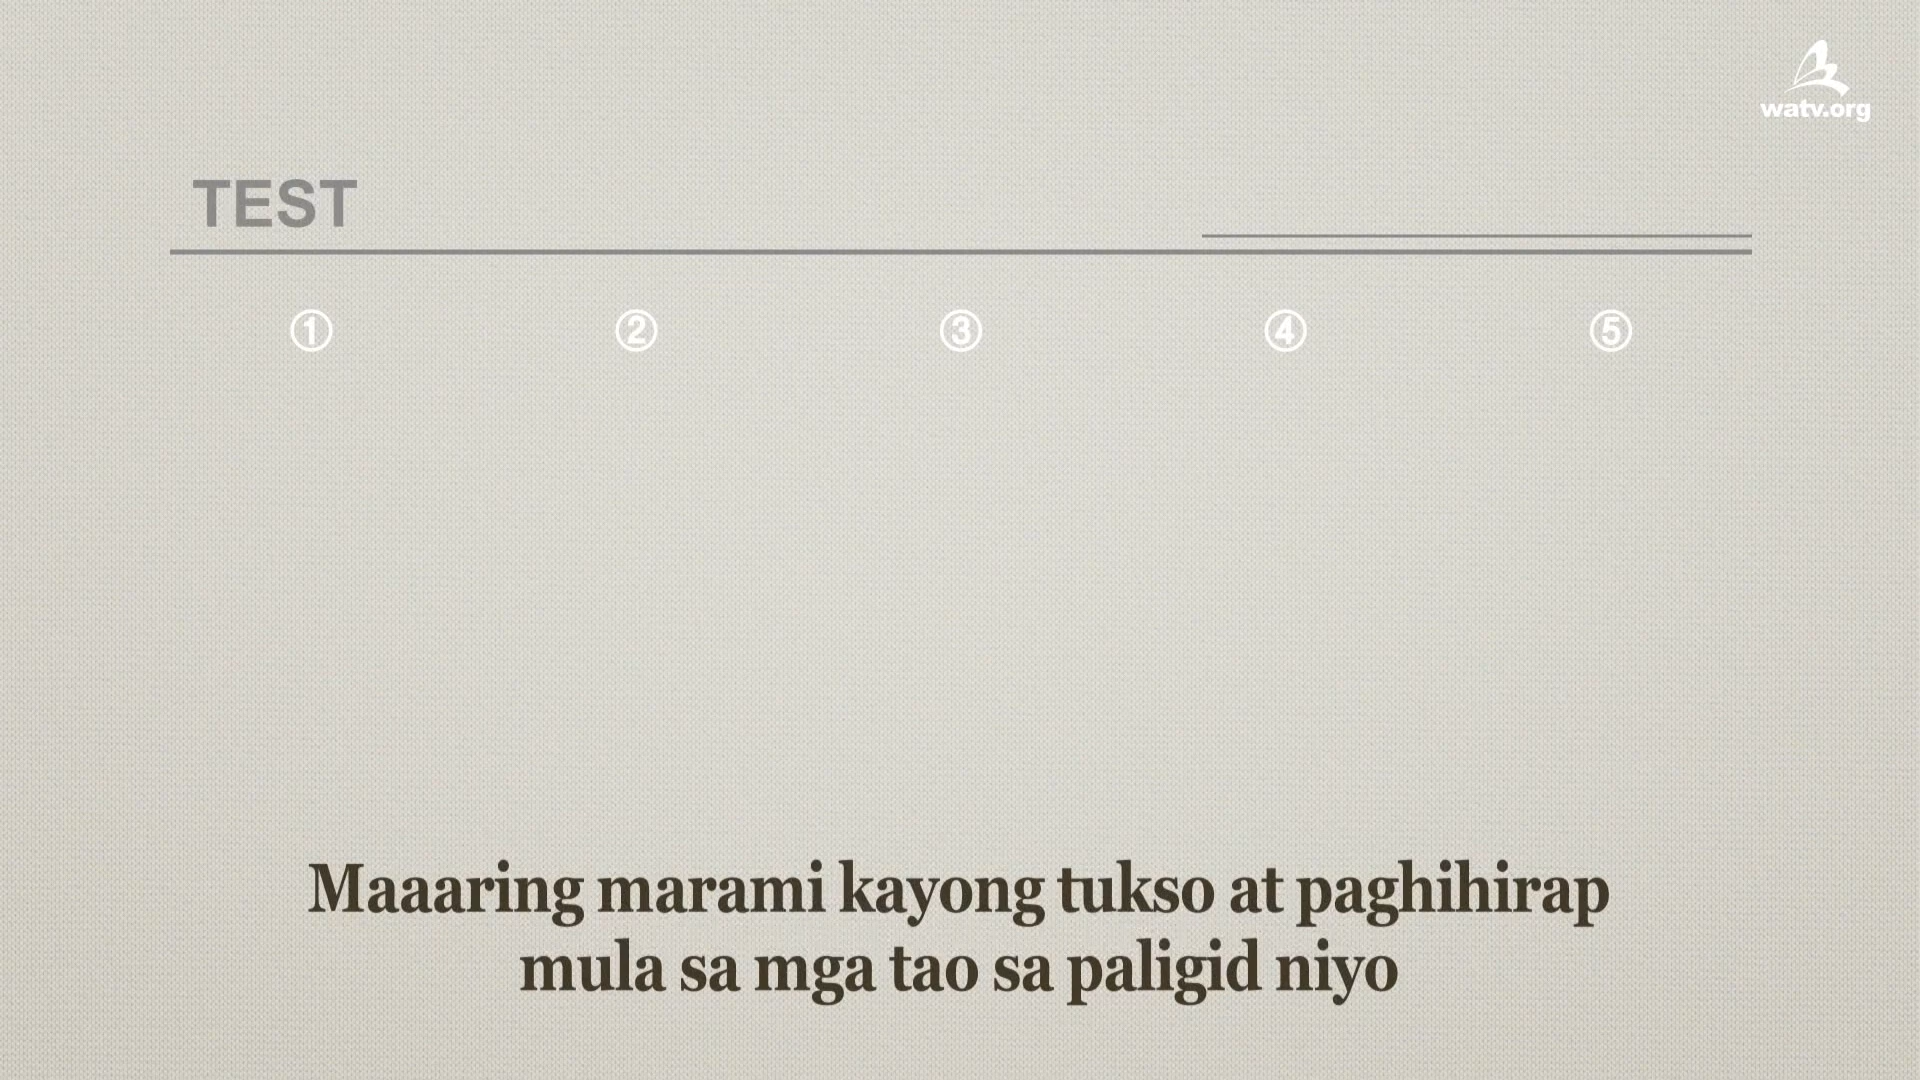 watv.org
TEST
① ② ③ ④ ⑤
Maaaring marami kayong tukso at paghihirap
mula sa mga tao sa paligid niyo